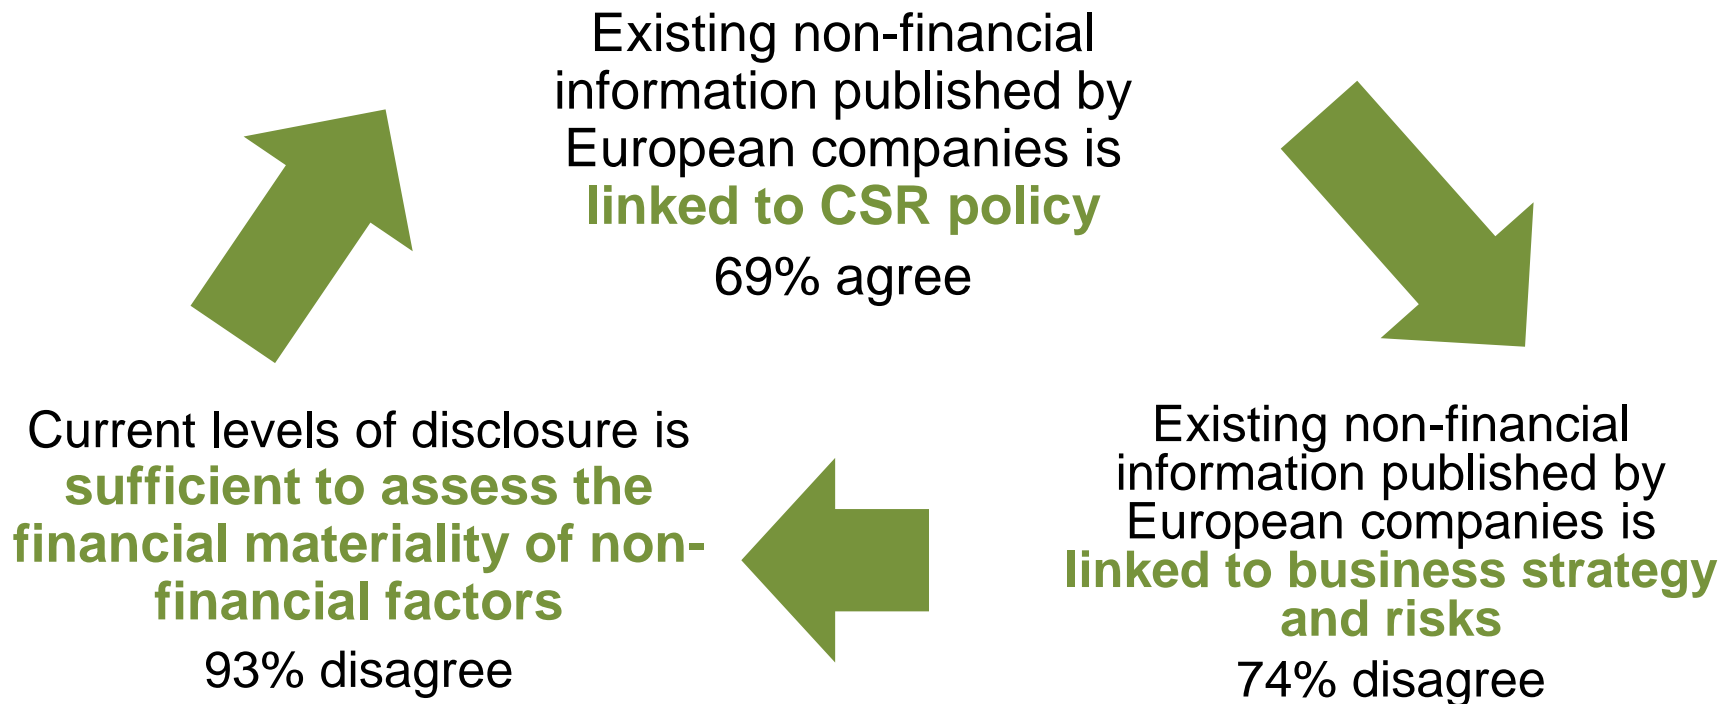 Existing non-financial
information published by
European companies is
linked to CSR policy
69% agree
Existing non-financial
information published by
European companies is
linked to business strategy
and risks
74% disagree
Current levels of disclosure is
sufficient to assess the
financial materiality of non-
financial factors
93% disagree